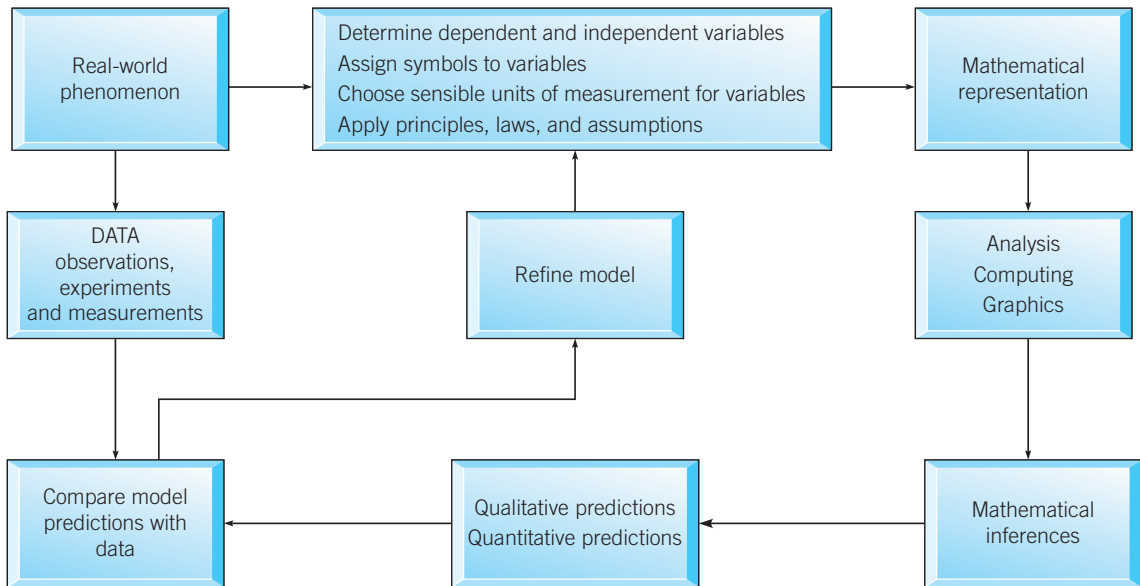 Real-world
phenomenon
Determine dependent and independent variables
Assign symbols to variables
Choose sensible units of measurement for variables
Apply principles, laws, and assumptions
Mathematical
representation
DATA
observations,
experiments
and measurements
Refine model
Analysis
Computing
Graphics
Compare model
predictions with
data
Qualitative predictions
Quantitative predictions
Mathematical
inferences